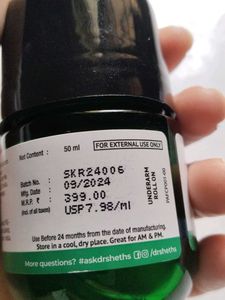 Net Content : 50 ml FOR EXTERNAL USE ONLY
Batch No. : SKR24006
Mfg. Date : 09/2024
M.R.P. ₹ : 399.00
(incl. of all taxes) USP7.98/ml
UNDERARM
ROLL ON
Use Before 24 months from the date of manufacturing.
Store in a cool, dry place. Great for AM & PM.
More questions? #askdrsheths /drsheths